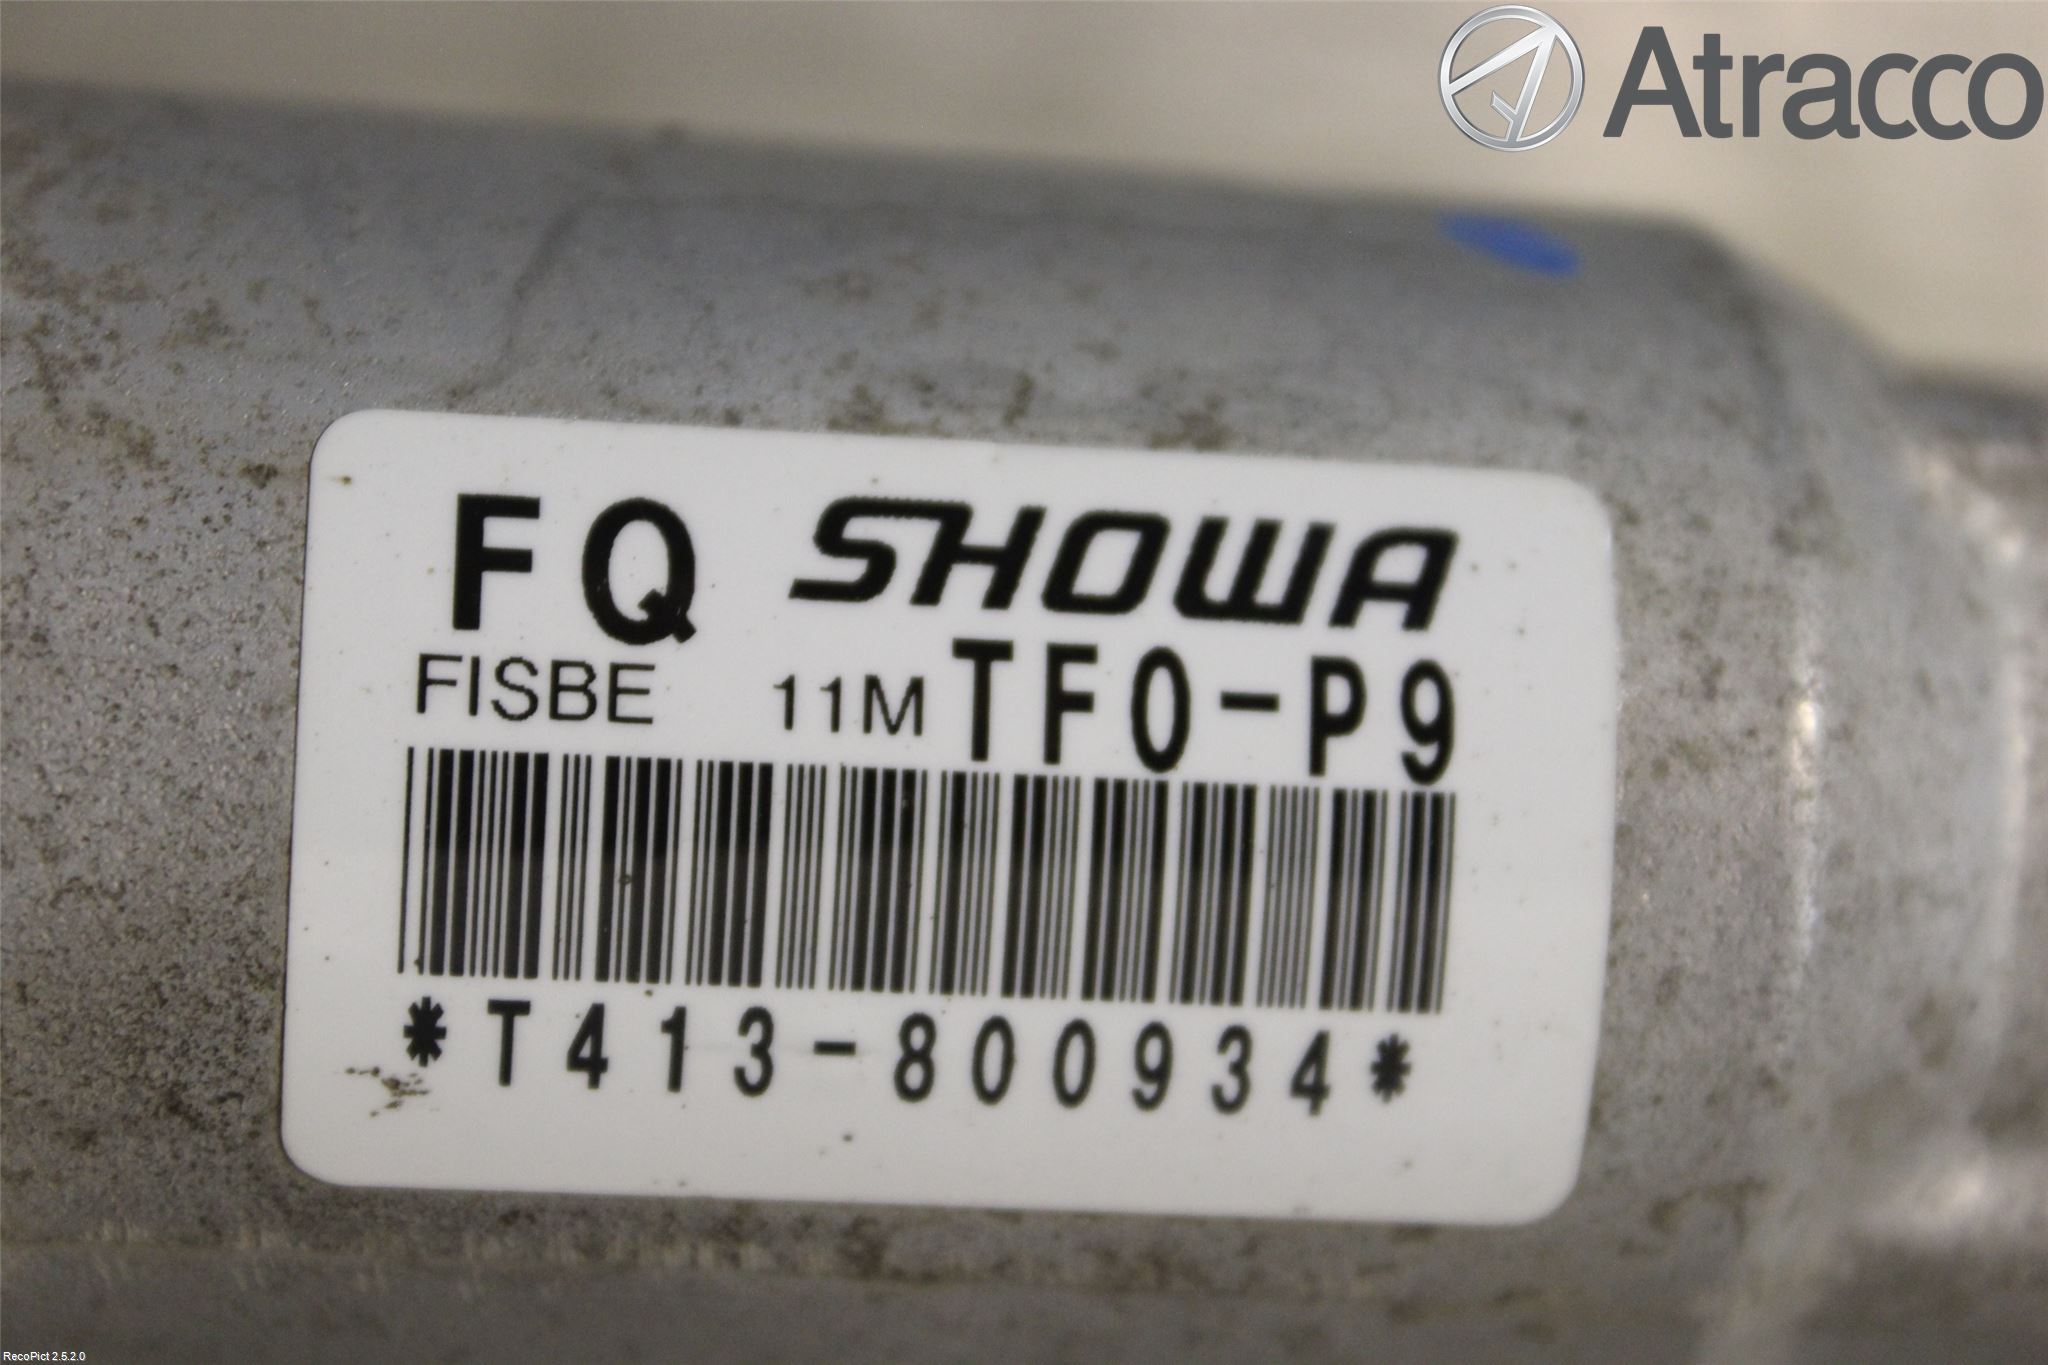 Atracco
FQ SHOWA
FISBE 11M TF0-P9
*T413-800934*
RecoPict 2.5.2.0